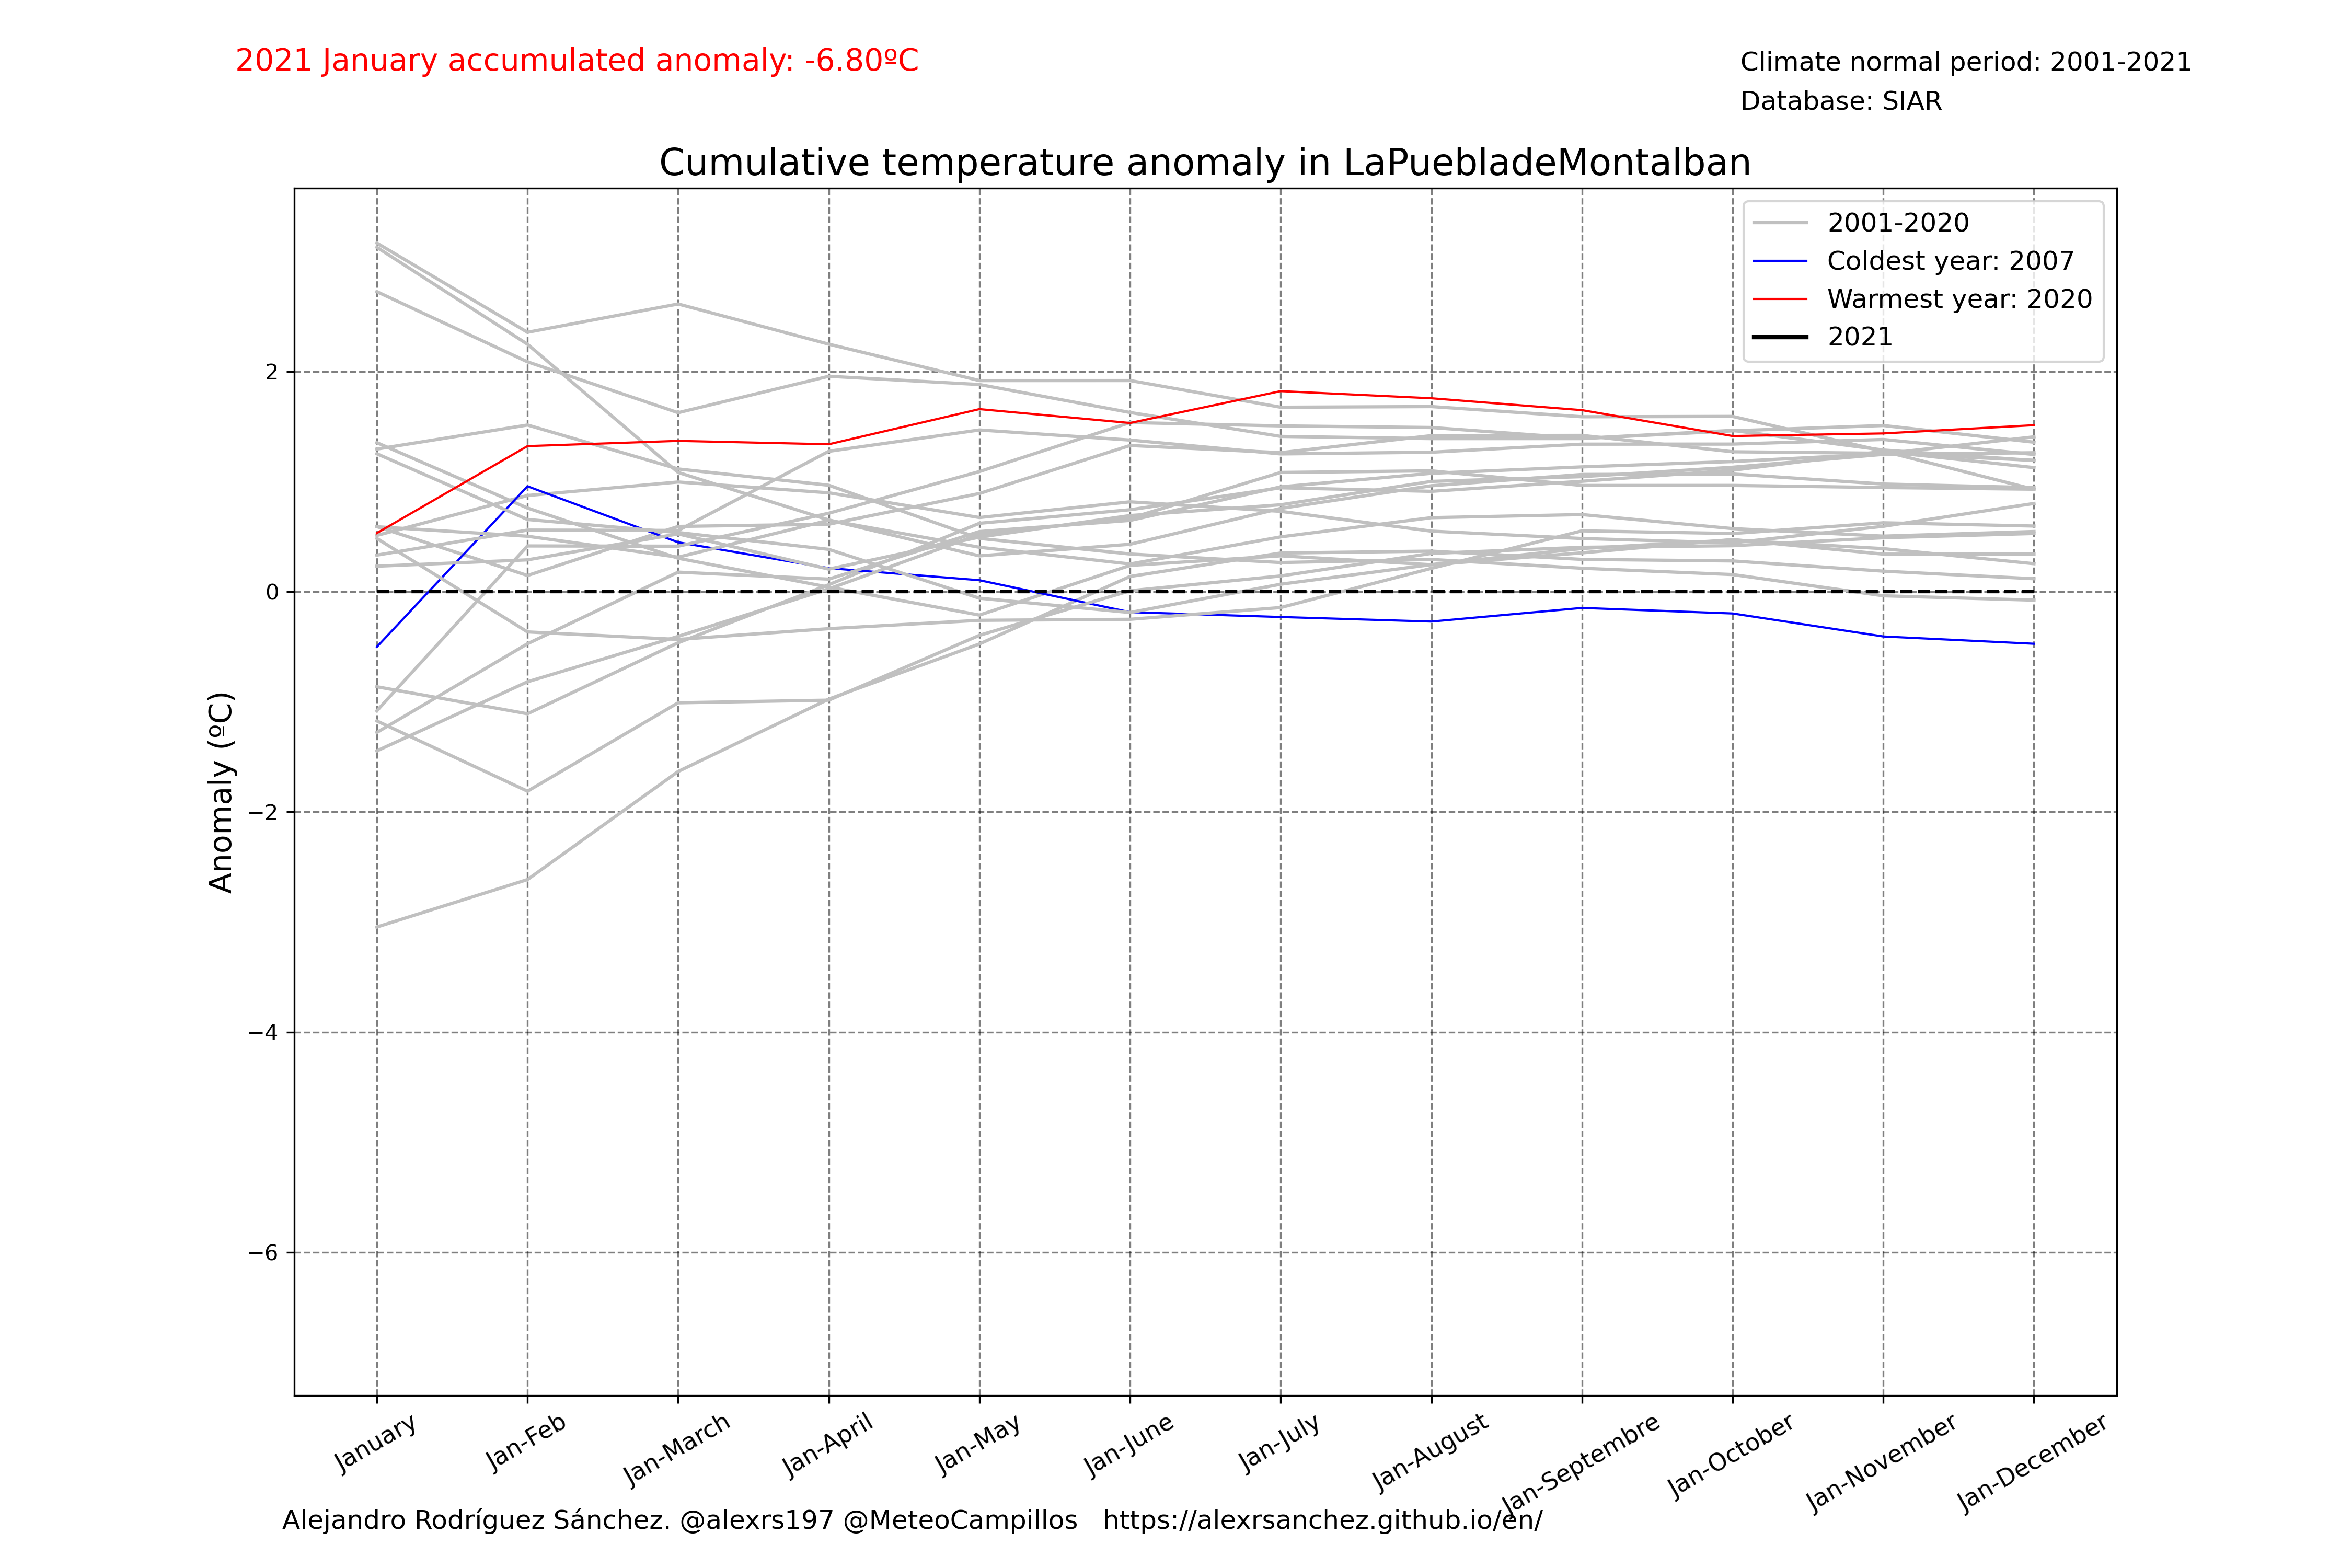 2021 January accumulated anomaly: -6.80ºC
Climate normal period: 2001-2021
Database: SIAR
Cumulative temperature anomaly in LaPuebladeMontalban
2001-2020
Coldest year: 2007
Warmest year: 2020
2021
Anomaly (ºC)
2
0
−2
−4
−6
January
Jan-Feb
Jan-March
Jan-April
Jan-May
Jan-June
Jan-July
Jan-August
Jan-Septembre
Jan-October
Jan-November
Jan-December
Alejandro Rodríguez Sánchez. @alexrs197 @MeteoCampillos   https://alexrsanchez.github.io/en/